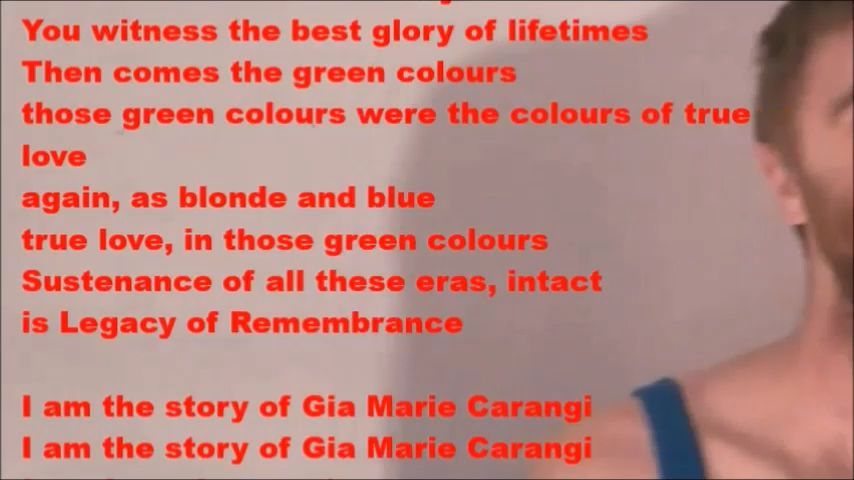 You witness the best glory of lifetimes
Then comes the green colours
those green colours were the colours of true
love
again, as blonde and blue
true love, in those green colours
Sustenance of all these eras, intact
is Legacy of Remembrance
I am the story of Gia Marie Carangi
I am the story of Gia Marie Carangi